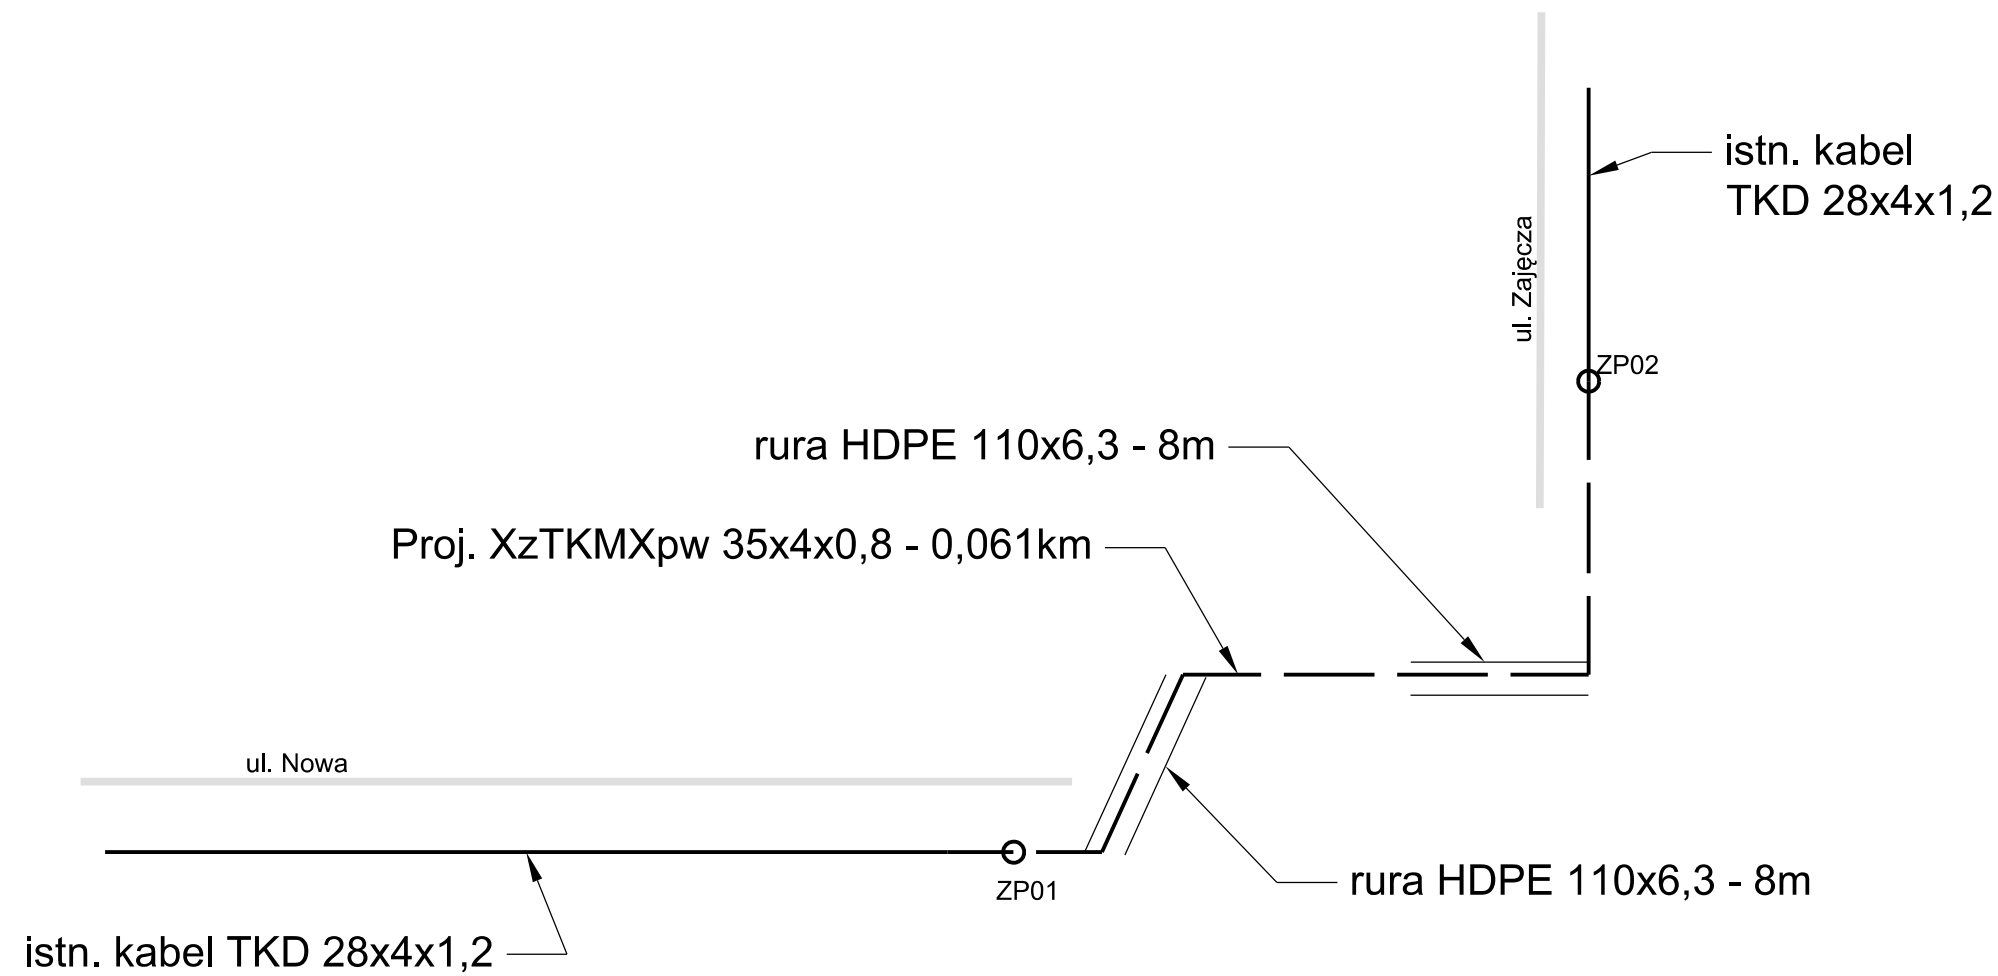 istn. kabel
TKD 28x4x1,2
ul. Zajęcza
ZP02
rura HDPE 110x6,3 - 8m
Proj. XzTKMXpw 35x4x0,8 - 0,061km
ul. Nowa
ZP01
rura HDPE 110x6,3 - 8m
istn. kabel TKD 28x4x1,2